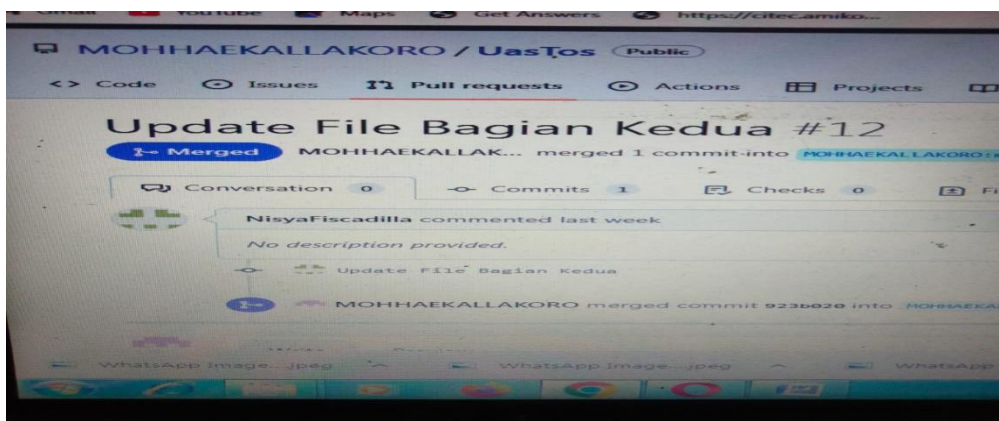 Gmail YouTube Maps Get Answers https://citec.amiko...
MOHHAEKALLAKORO / UasTos Public
<> Code Issues Pull requests Actions Projects
Update File Bagian Kedua #12
Merged MOHHAEKALLAK... merged 1 commit into MOHHAEKALLAKORO:
Conversation 0 Commits 1 Checks 0 Fi
NisyaFiscadilla commented last week
No description provided.
Update File Bagian Kedua
MOHHAEKALLAKORO merged commit 923b020 into MOHHAEKA
WhatsApp Image...jpeg WhatsApp Image...jpeg WhatsApp